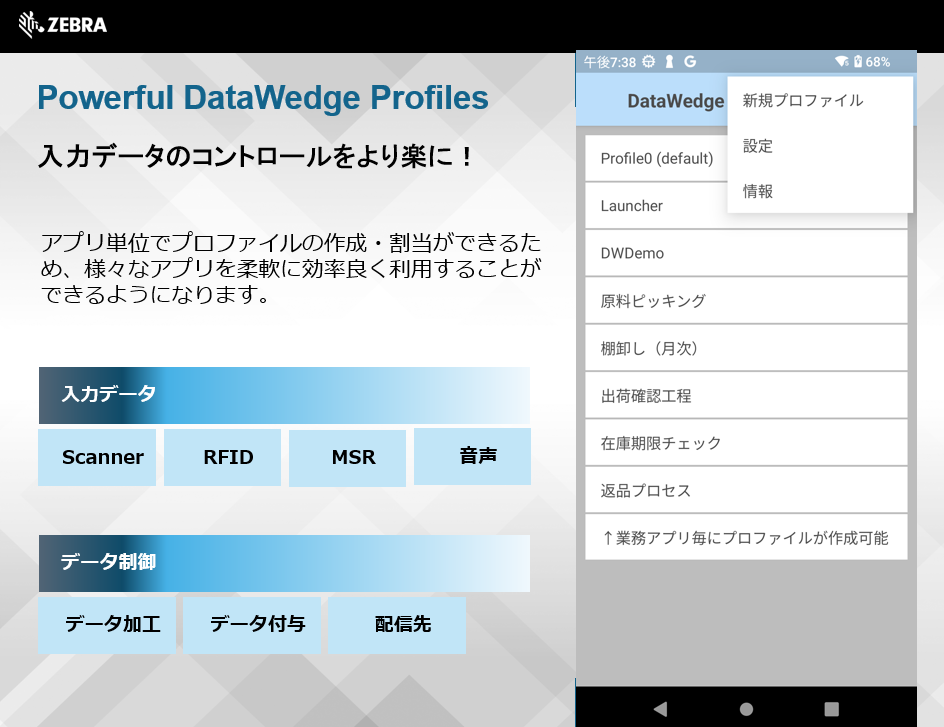 ZEBRA
Powerful DataWedge Profiles
入力データのコントロールをより楽に！
アプリ単位でプロファイルの作成・割当ができるた
め、様々なアプリを柔軟に効率良く利用することが
できるようになります。
入力データ
Scanner
RFID
MSR
音声
データ制御
データ加工
データ付与
配信先
午後7:38
G
68%
DataWedge
新規プロファイル
設定
情報
Profile0 (default)
Launcher
DWDemo
原料ピッキング
棚卸し（月次）
出荷確認工程
在庫期限チェック
返品プロセス
↑業務アプリ毎にプロファイルが作成可能